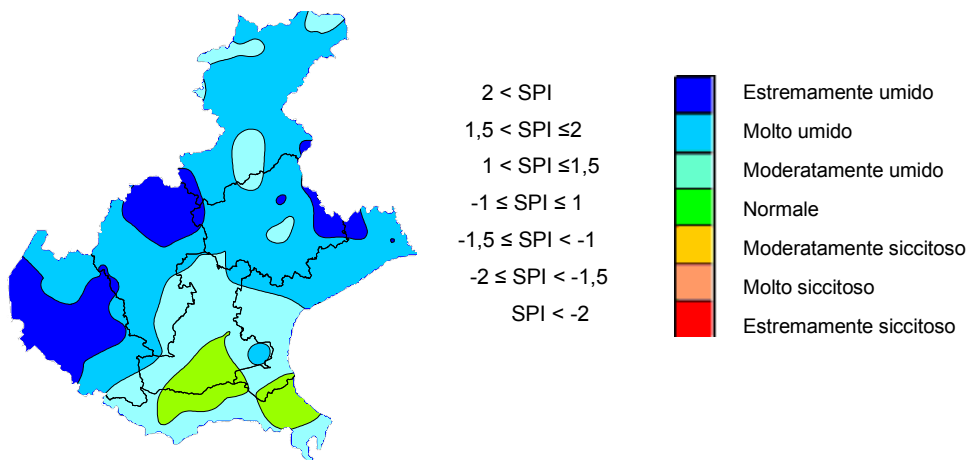 2 < SPI
1,5 < SPI ≤2
1 < SPI ≤1,5
-1 ≤ SPI ≤ 1
-1,5 ≤ SPI < -1
-2 ≤ SPI < -1,5
SPI < -2
Estremamente umido
Molto umido
Moderatamente umido
Normale
Moderatamente siccitoso
Molto siccitoso
Estremamente siccitoso